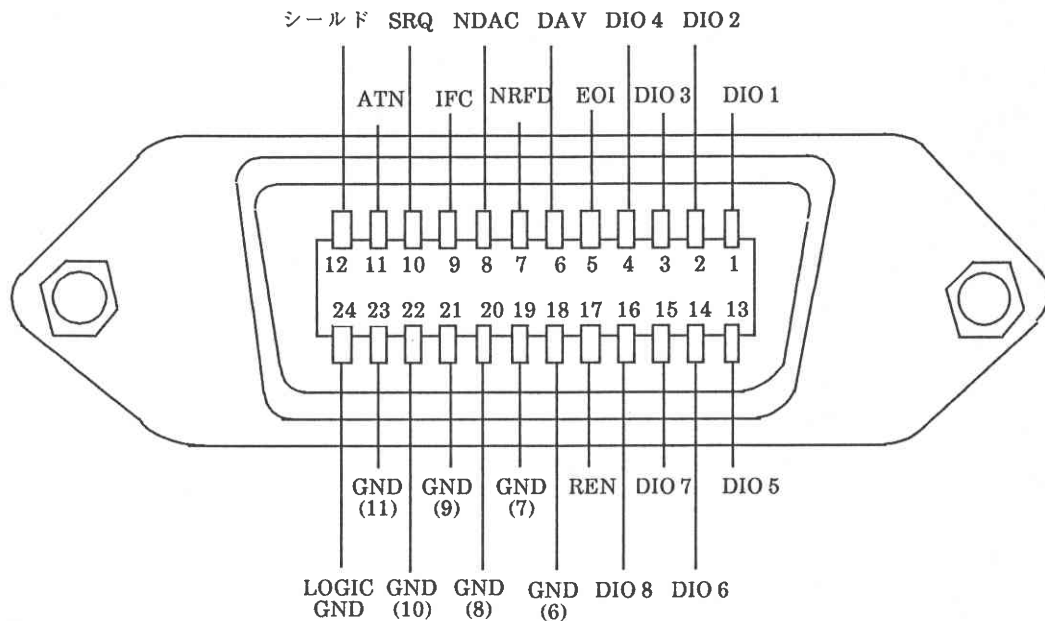 シールド SRQ NDAC DAV DIO 4 DIO 2
ATN IFC NRFD EOI DIO 3 DIO 1
12 11 10 9 8 7 6 5 4 3 2 1
24 23 22 21 20 19 18 17 16 15 14 13
GND (11) GND (9) GND (7) REN DIO 7 DIO 5
LOGIC GND GND (10) GND (8) GND (6) DIO 8 DIO 6